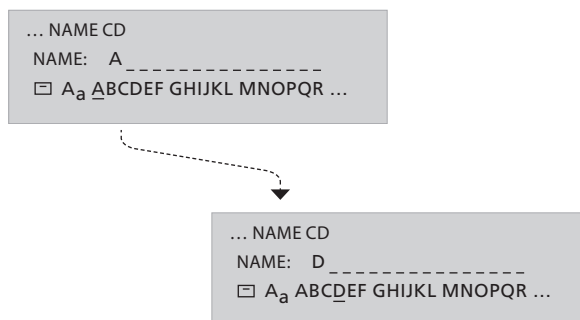 ... NAME CD
NAME: A _ _ _ _ _ _ _ _ _ _ _ _ _ _ _
Aa ABCDEF GHIJKL MNOPQR ...
... NAME CD
NAME: D _ _ _ _ _ _ _ _ _ _ _ _ _ _ _
Aa ABCDEF GHIJKL MNOPQR ...